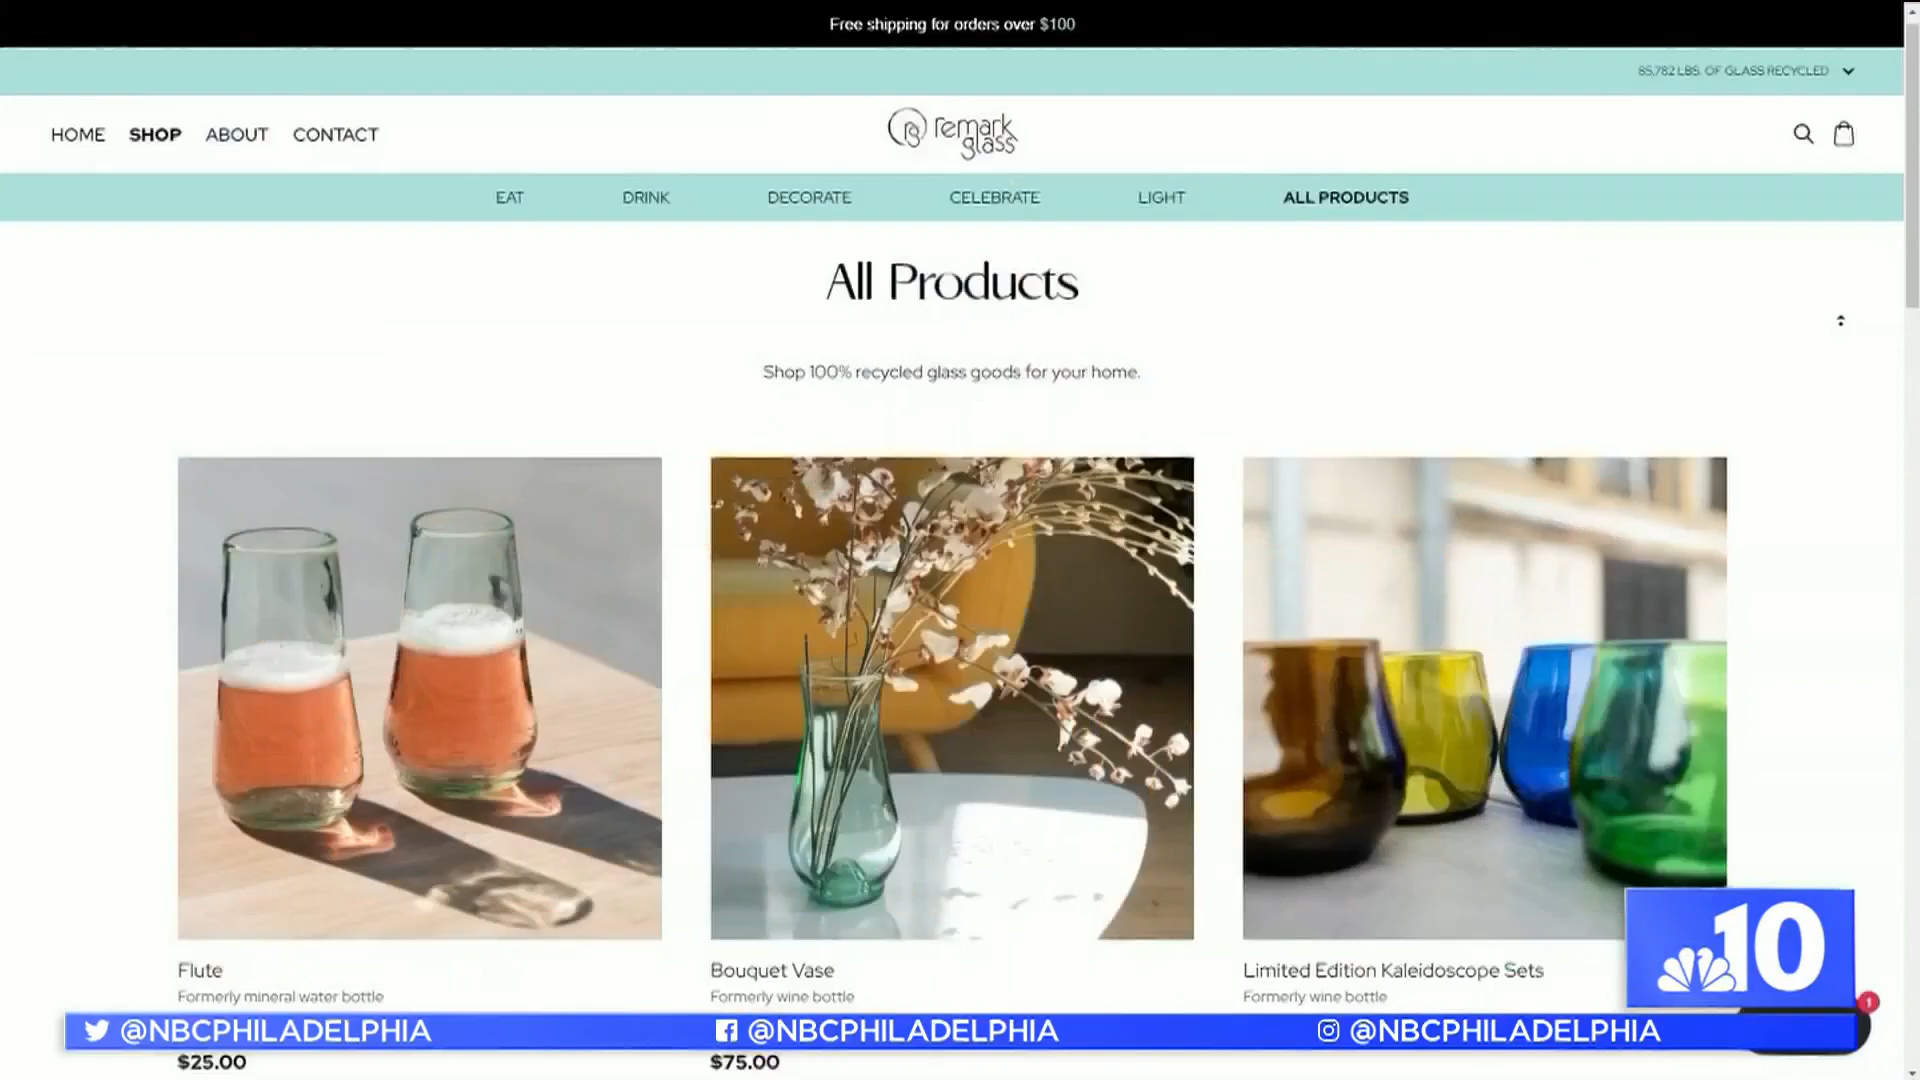 Free shipping for orders over $100
85,782 LBS. OF GLASS RECYCLED
HOME SHOP ABOUT CONTACT
remark
glass
EAT DRINK DECORATE CELEBRATE LIGHT ALL PRODUCTS
All Products
Shop 100% recycled glass goods for your home.
Flute
Formerly mineral water bottle
Bouquet Vase
Formerly wine bottle
Limited Edition Kaleidoscope Sets
Formerly wine bottle
10
1
@NBCPHILADELPHIA @NBCPHILADELPHIA @NBCPHILADELPHIA
$25.00
$75.00